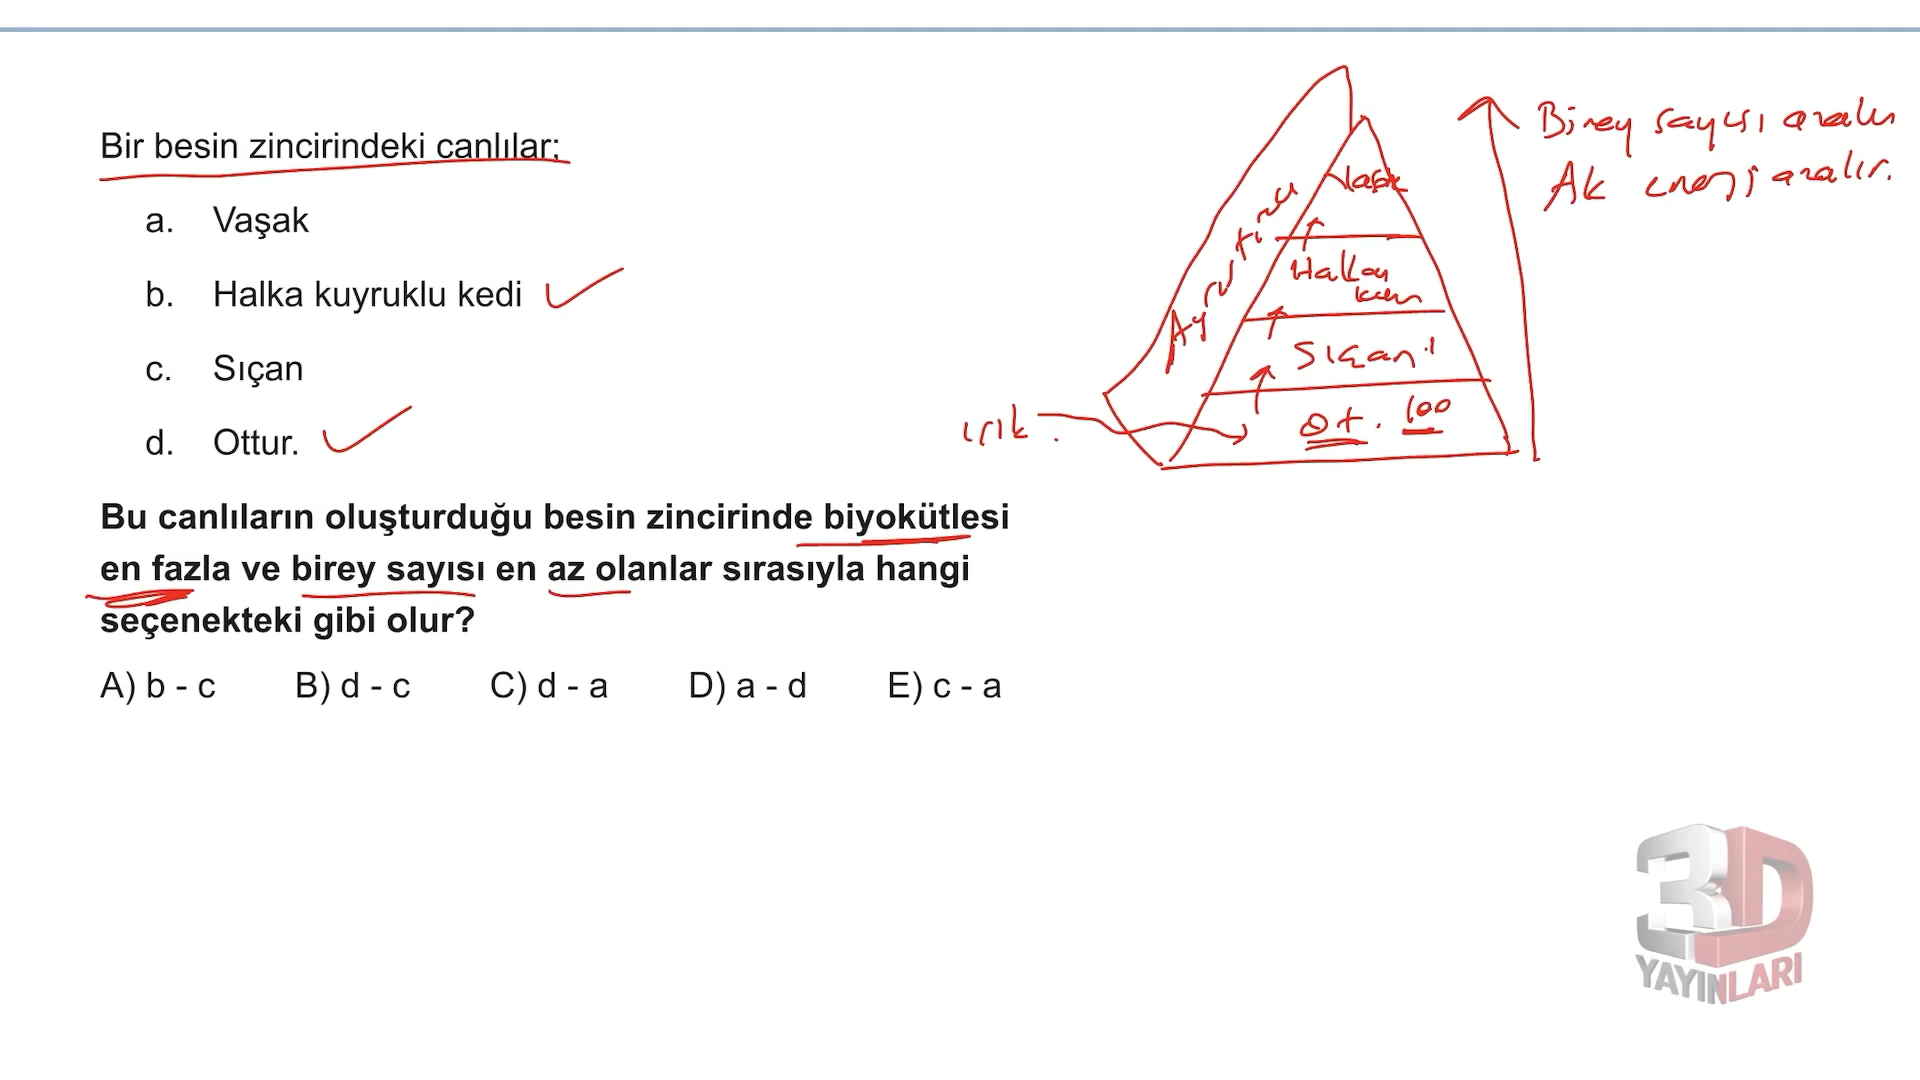 Bir besin zincirindeki canlılar;
a. Vaşak
b. Halka kuyruklu kedi
c. Sıçan
d. Ottur.
Bu canlıların oluşturduğu besin zincirinde biyokütlesi
en fazla ve birey sayısı en az olanlar sırasıyla hangi
seçenekteki gibi olur?
A) b - c B) d - c C) d - a D) a - d E) c - a
Birey sayısı azalır
Ak enerji azalır.
Vaşak
Halka
Sıçan
Ot. 100
Ayrıştırıcı
ışık.
3D
YAYINLARI